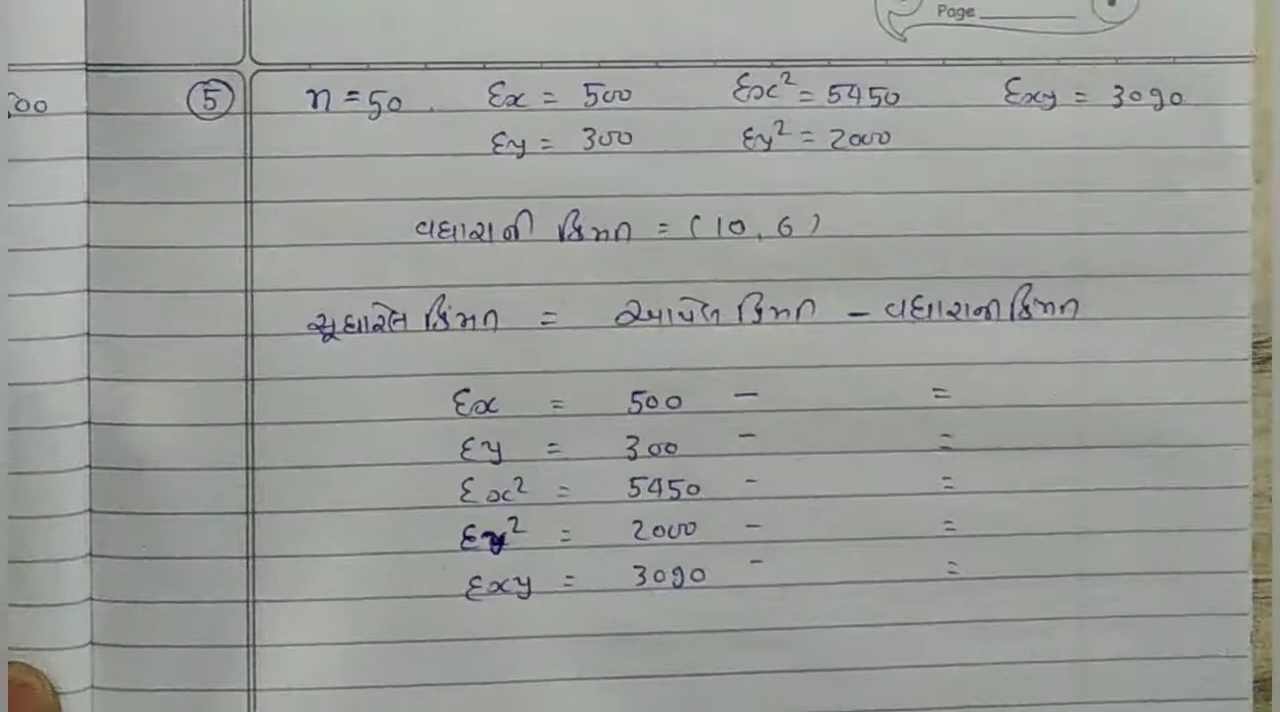 Page
00
5 n = 50. Σx = 500 Σx² = 5450 Σxy = 3090
Σy = 300 Σy² = 2000
વધારાની કિંમત = (10, 6)
સુધારેલ કિંમત = આપેલ કિંમત - વધારાની કિંમત
Σx = 500 - =
Σy = 300 - =
Σx² = 5450 - =
Σy² = 2000 - =
Σxy = 3090 - =